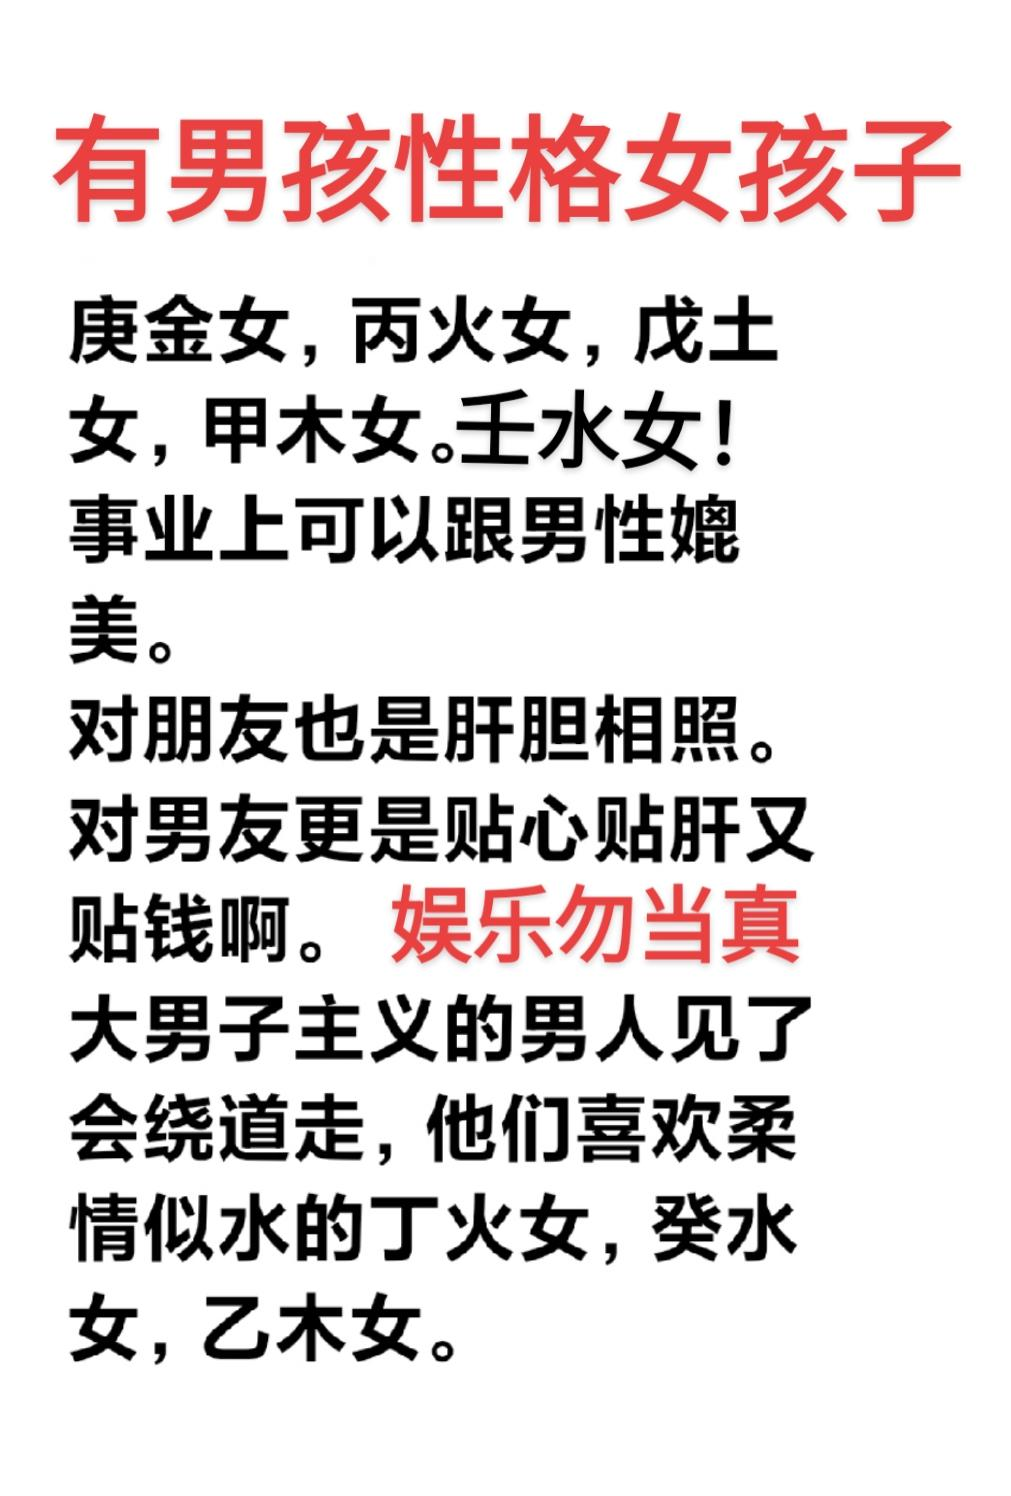 有男孩性格女孩子
庚金女，丙火女，戊土
女，甲木女。壬水女！
事业上可以跟男性媲
美。
对朋友也是肝胆相照。
对男友更是贴心贴肝又
贴钱啊。 娱乐勿当真
大男子主义的男人见了
会绕道走，他们喜欢柔
情似水的丁火女，癸水
女，乙木女。